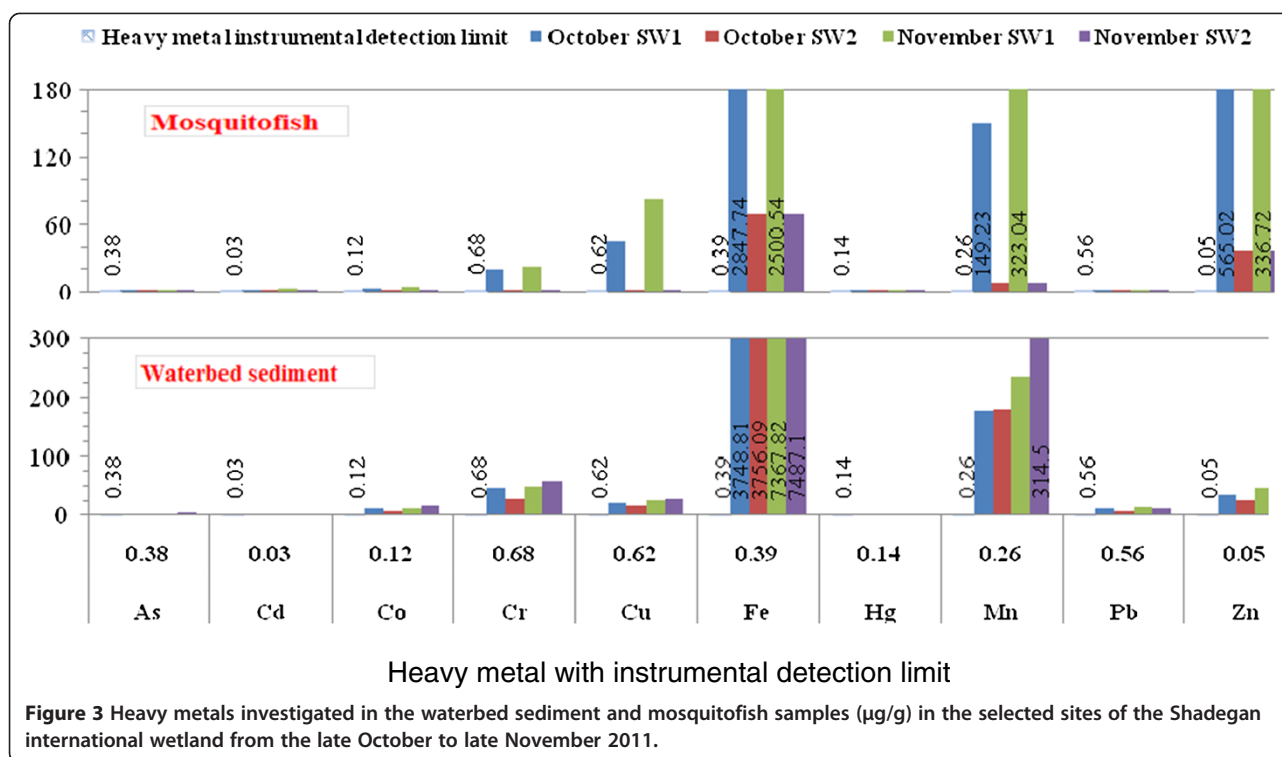 Heavy metal instrumental detection limit October SW1 October SW2 November SW1 November SW2
Mosquitofish
180
120
60
0
0.38 0.03 0.12 0.68 0.62 0.39 2847.74 2500.54 0.14 0.26 149.23 323.04 0.56 0.05 565.02 336.72
Waterbed sediment
300
200
100
0
0.38 0.03 0.12 0.68 0.62 0.39 3748.81 3756.09 7367.82 7487.1 0.14 0.26 314.5 0.56 0.05
0.38 0.03 0.12 0.68 0.62 0.39 0.14 0.26 0.56 0.05
As Cd Co Cr Cu Fe Hg Mn Pb Zn
Heavy metal with instrumental detection limit
Figure 3 Heavy metals investigated in the waterbed sediment and mosquitofish samples (μg/g) in the selected sites of the Shadegan
international wetland from the late October to late November 2011.